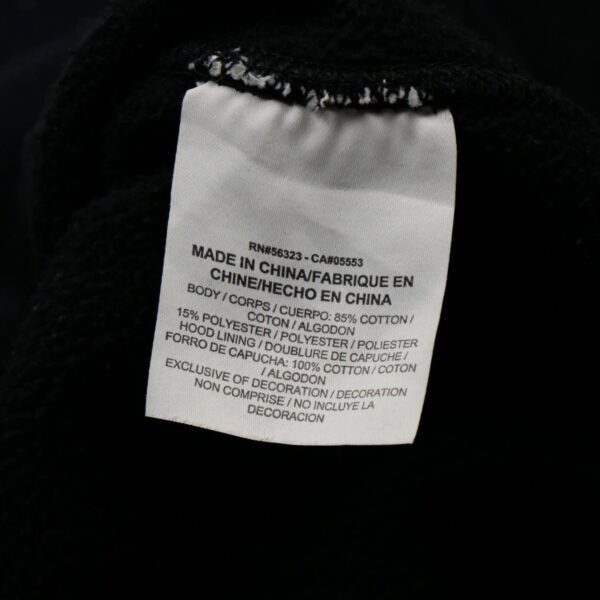 RN#56323 - CA#05553
MADE IN CHINA/FABRIQUE EN
CHINE/HECHO EN CHINA
BODY / CORPS / CUERPO: 85% COTTON /
COTON / ALGODON
15% POLYESTER / POLYESTER / POLIESTER
HOOD LINING / DOUBLURE DE CAPUCHE /
FORRO DE CAPUCHA: 100% COTTON / COTON
/ ALGODON
EXCLUSIVE OF DECORATION / DECORATION
NON COMPRISE / NO INCLUYE LA
DECORACION